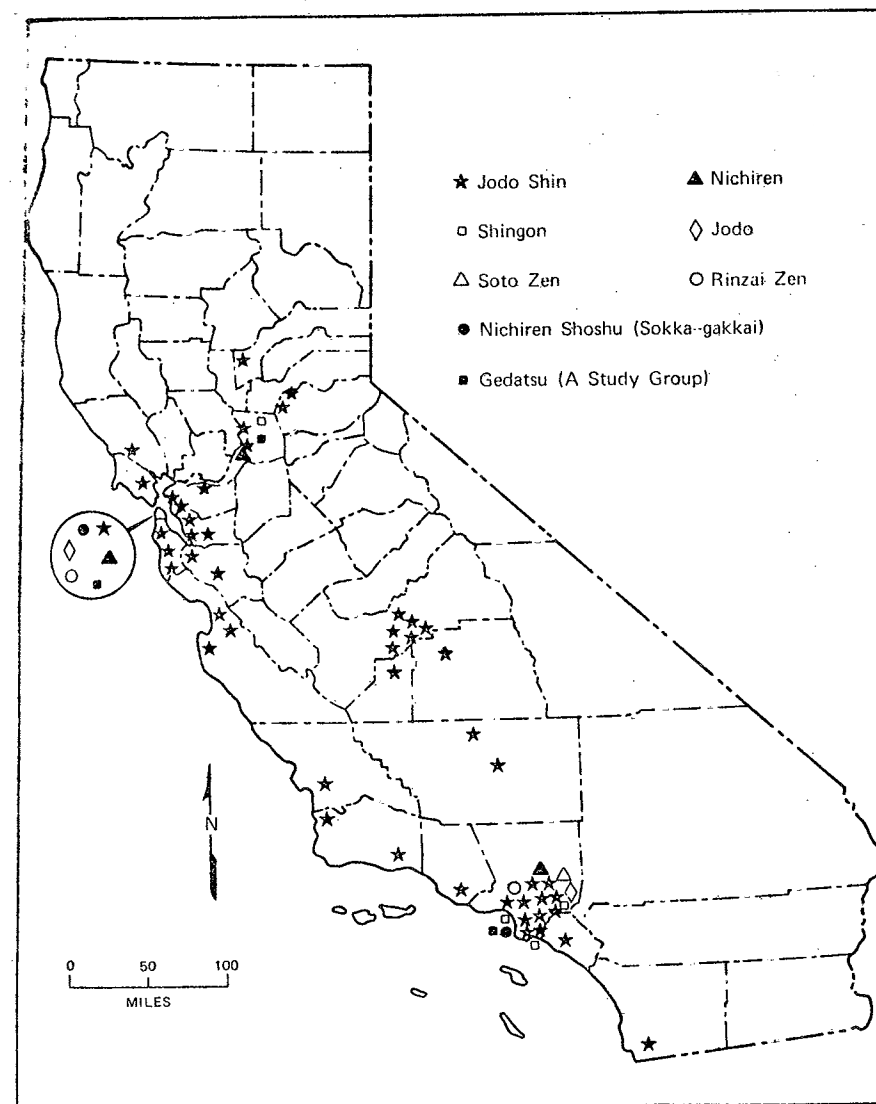 Jodo Shin
Nichiren
Shingon
Jodo
Soto Zen
Rinzai Zen
Nichiren Shoshu (Sokka-gakkai)
Gedatsu (A Study Group)
N
0 50 100
MILES